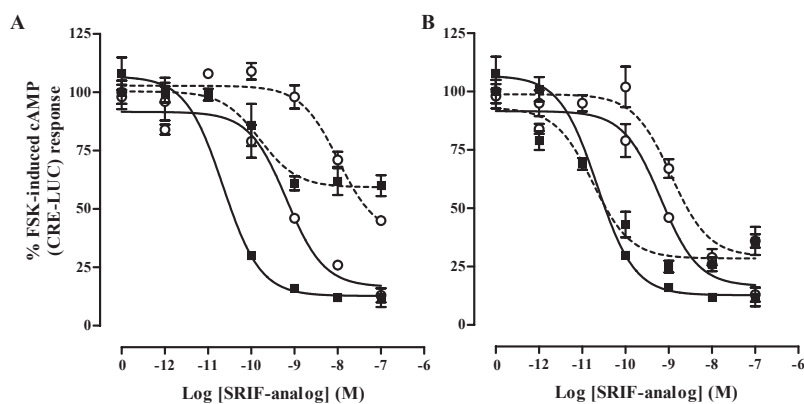 A
B
% FSK-induced cAMP
(CRE-LUC) response
125
100
75
50
25
0
0 -12 -11 -10 -9 -8 -7 -6
Log [SRIF-analog] (M)
125
100
75
50
25
0
0 -12 -11 -10 -9 -8 -7 -6
Log [SRIF-analog] (M)